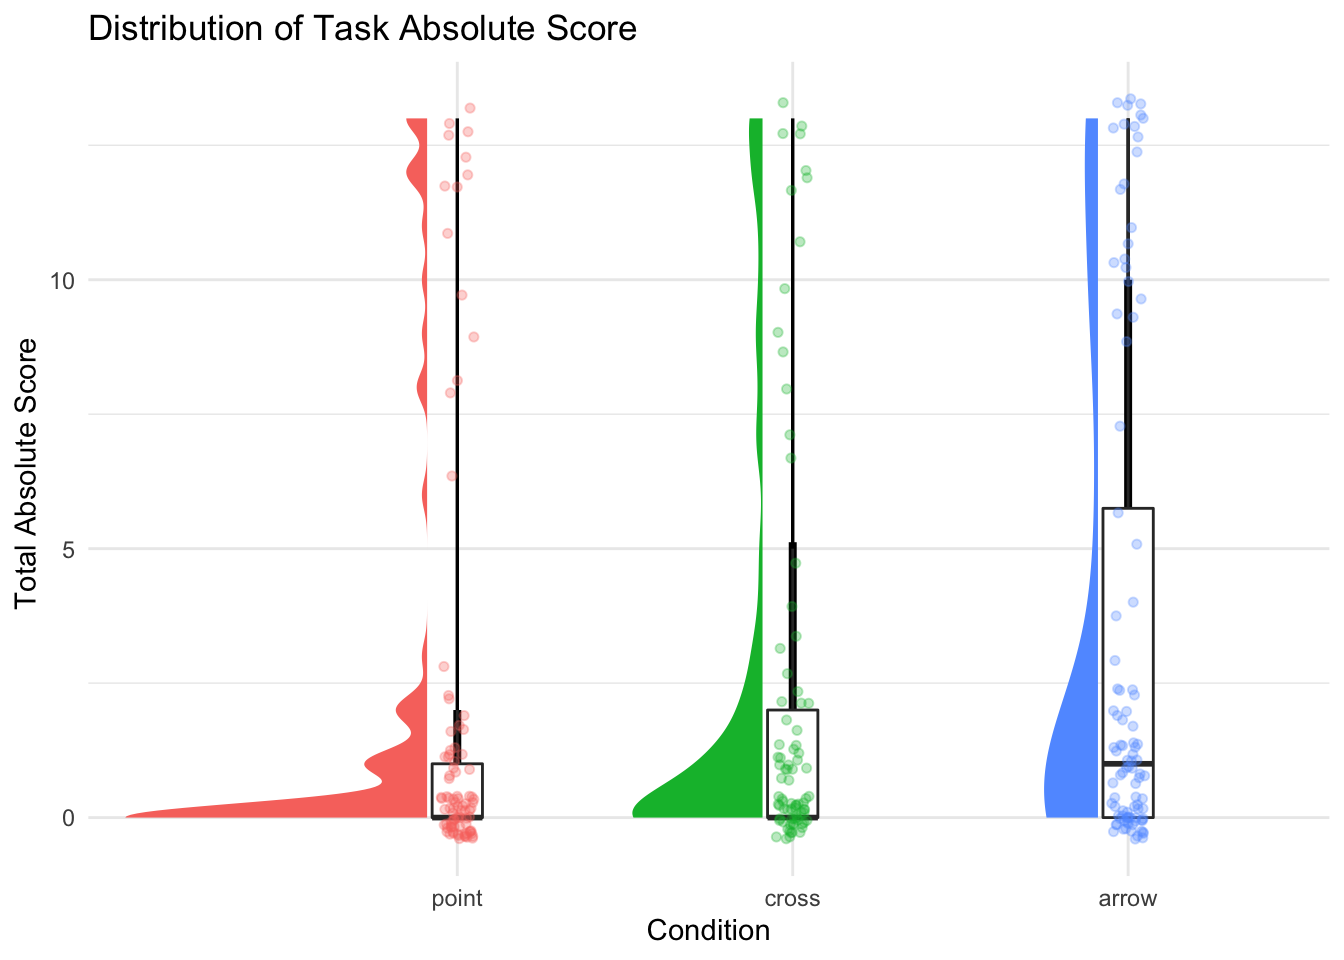 Distribution of Task Absolute Score
Total Absolute Score
10
5
0
point
cross
arrow
Condition